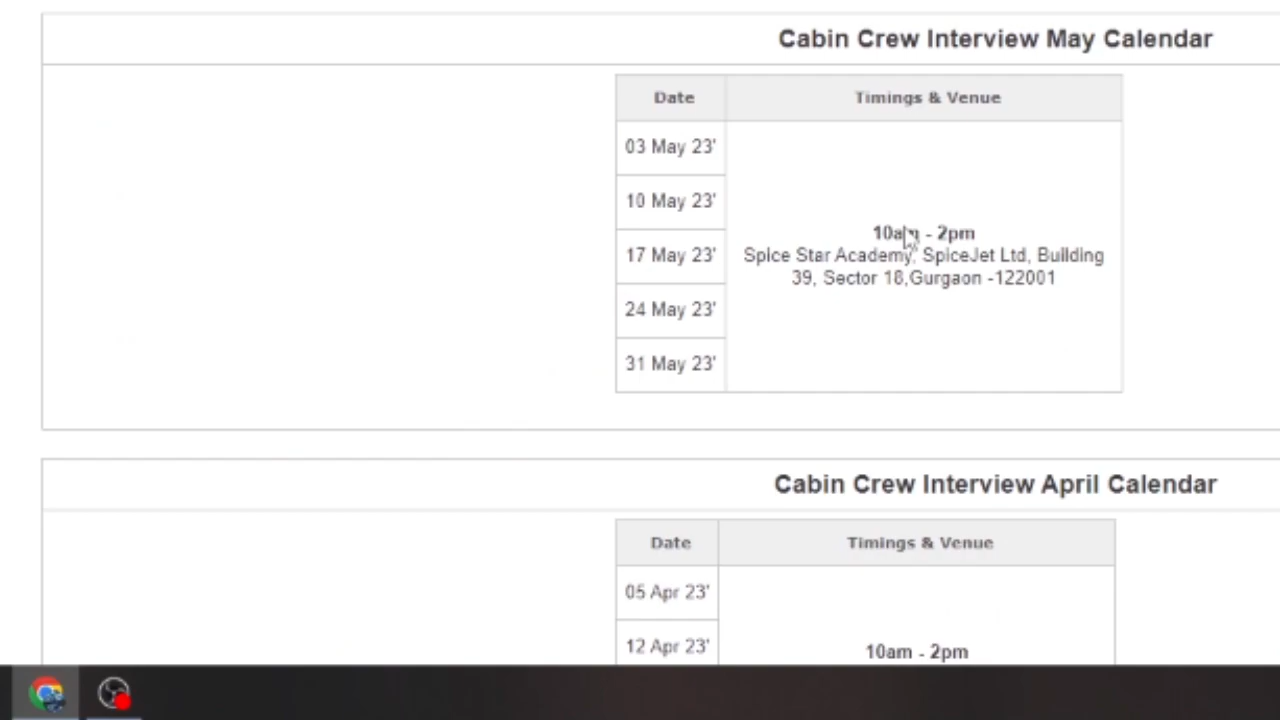 Cabin Crew Interview May Calendar
Date
Timings & Venue
03 May 23'
10 May 23'
17 May 23'
24 May 23'
31 May 23'
10am - 2pm
Spice Star Academy, SpiceJet Ltd, Building
39, Sector 18,Gurgaon -122001
Cabin Crew Interview April Calendar
Date
Timings & Venue
05 Apr 23'
12 Apr 23'
10am - 2pm